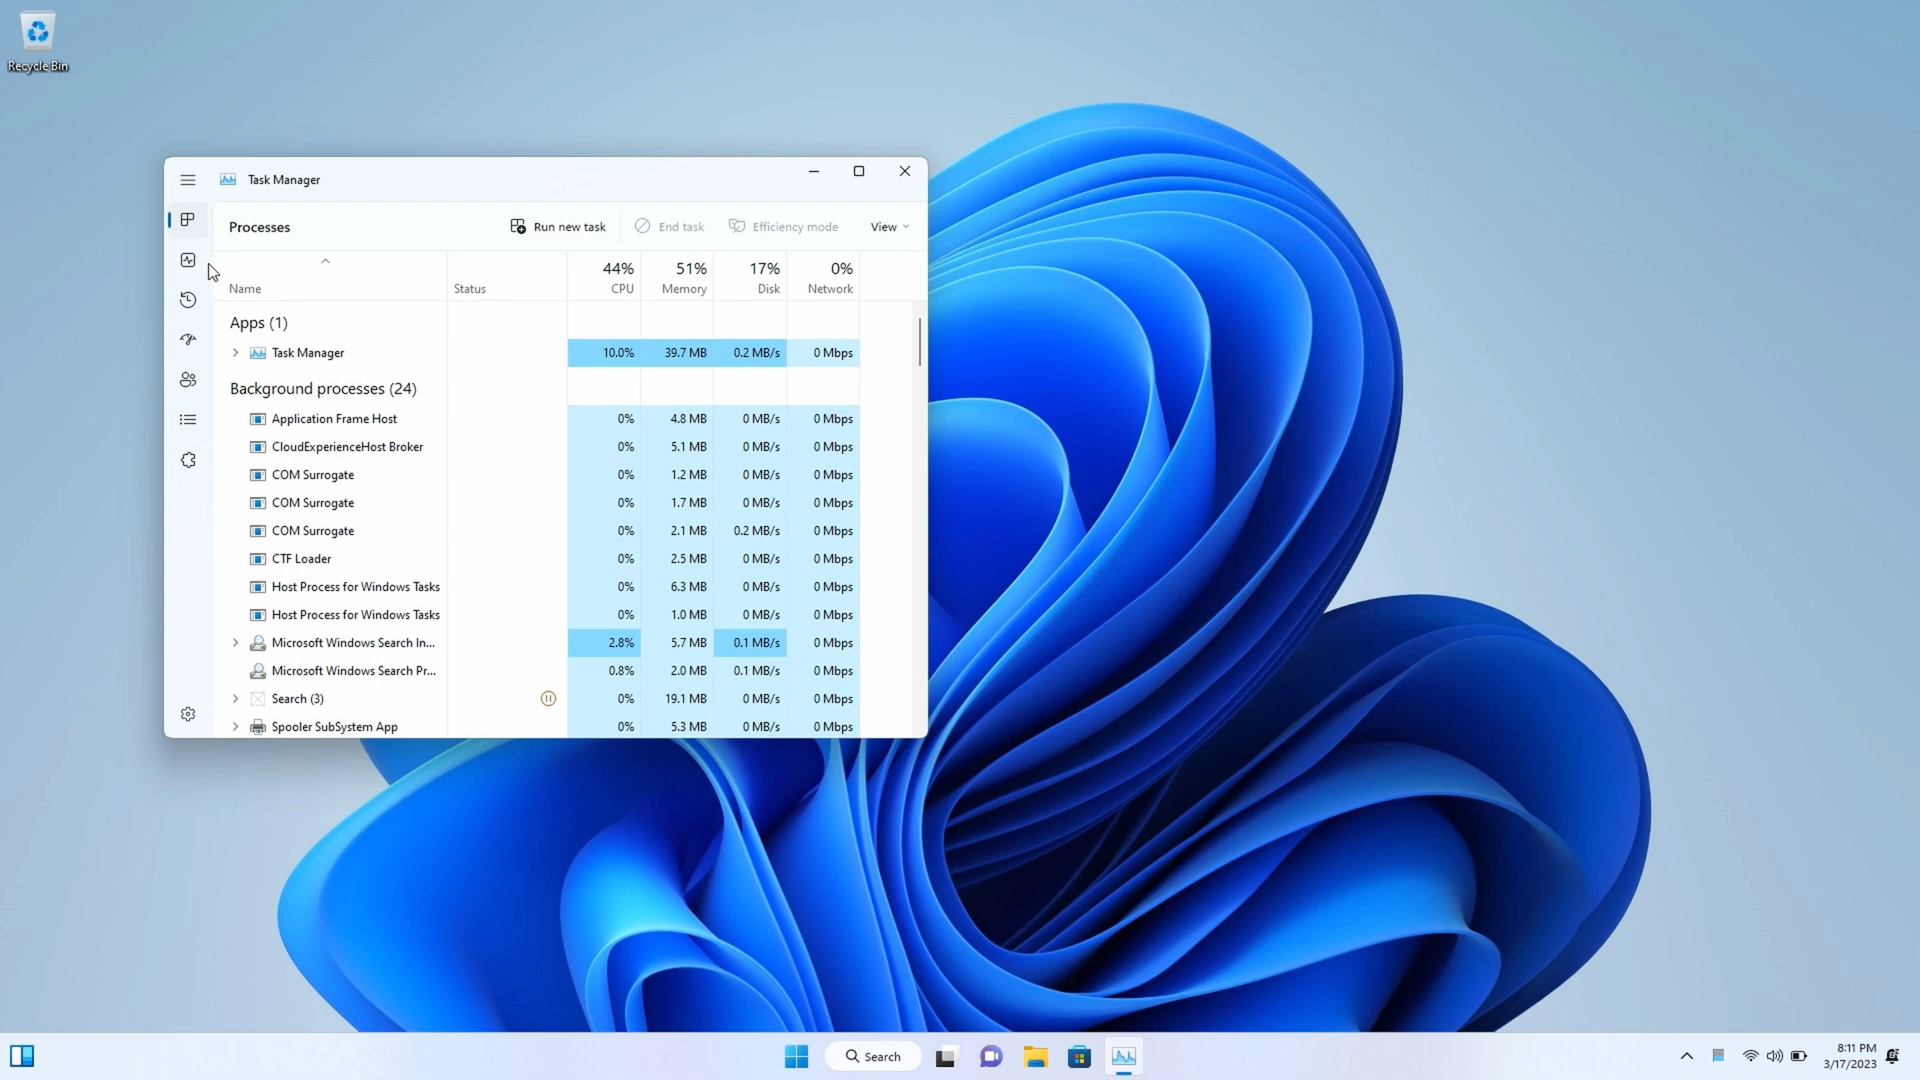 Recycle Bin
Task Manager
Processes
Run new task
End task
Efficiency mode
View
44% 51% 17% 0%
Name Status CPU Memory Disk Network
Apps (1)
Task Manager 10.0% 39.7 MB 0.2 MB/s 0 Mbps
Background processes (24)
Application Frame Host 0% 4.8 MB 0 MB/s 0 Mbps
CloudExperienceHost Broker 0% 5.1 MB 0 MB/s 0 Mbps
COM Surrogate 0% 1.2 MB 0 MB/s 0 Mbps
COM Surrogate 0% 1.7 MB 0 MB/s 0 Mbps
COM Surrogate 0% 2.1 MB 0.2 MB/s 0 Mbps
CTF Loader 0% 2.5 MB 0 MB/s 0 Mbps
Host Process for Windows Tasks 0% 6.3 MB 0 MB/s 0 Mbps
Host Process for Windows Tasks 0% 1.0 MB 0 MB/s 0 Mbps
Microsoft Windows Search In... 2.8% 5.7 MB 0.1 MB/s 0 Mbps
Microsoft Windows Search Pr... 0.8% 2.0 MB 0.1 MB/s 0 Mbps
Search (3) 0% 19.1 MB 0 MB/s 0 Mbps
Spooler SubSystem App 0% 5.3 MB 0 MB/s 0 Mbps
Search
8:11 PM
3/17/2023